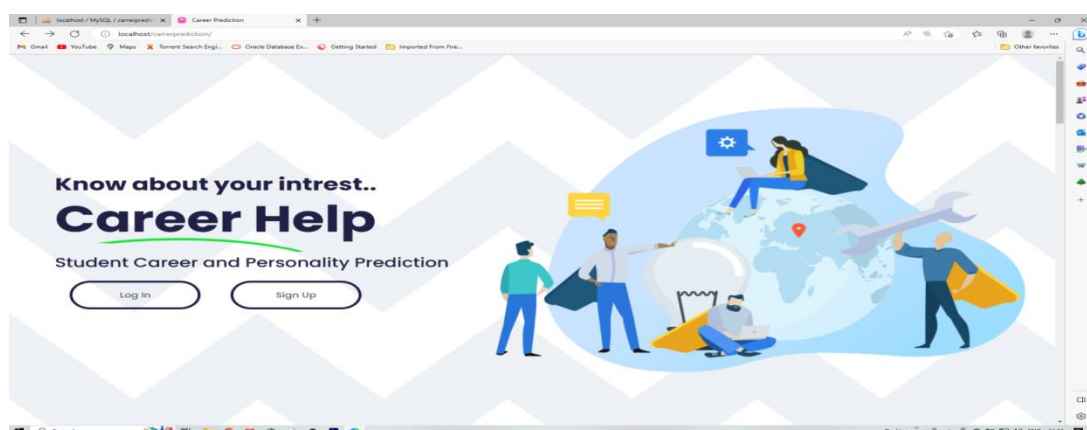 localhost / MySQL / carrerpredic
Career Prediction
localhost/carrerprediction/
Gmail
YouTube
Maps
Torrent Search Engi...
Oracle Database Ex...
Getting Started
Imported From Fire...
Other favorites
Know about your intrest..
Career Help
Student Career and Personality Prediction
Log In
Sign Up